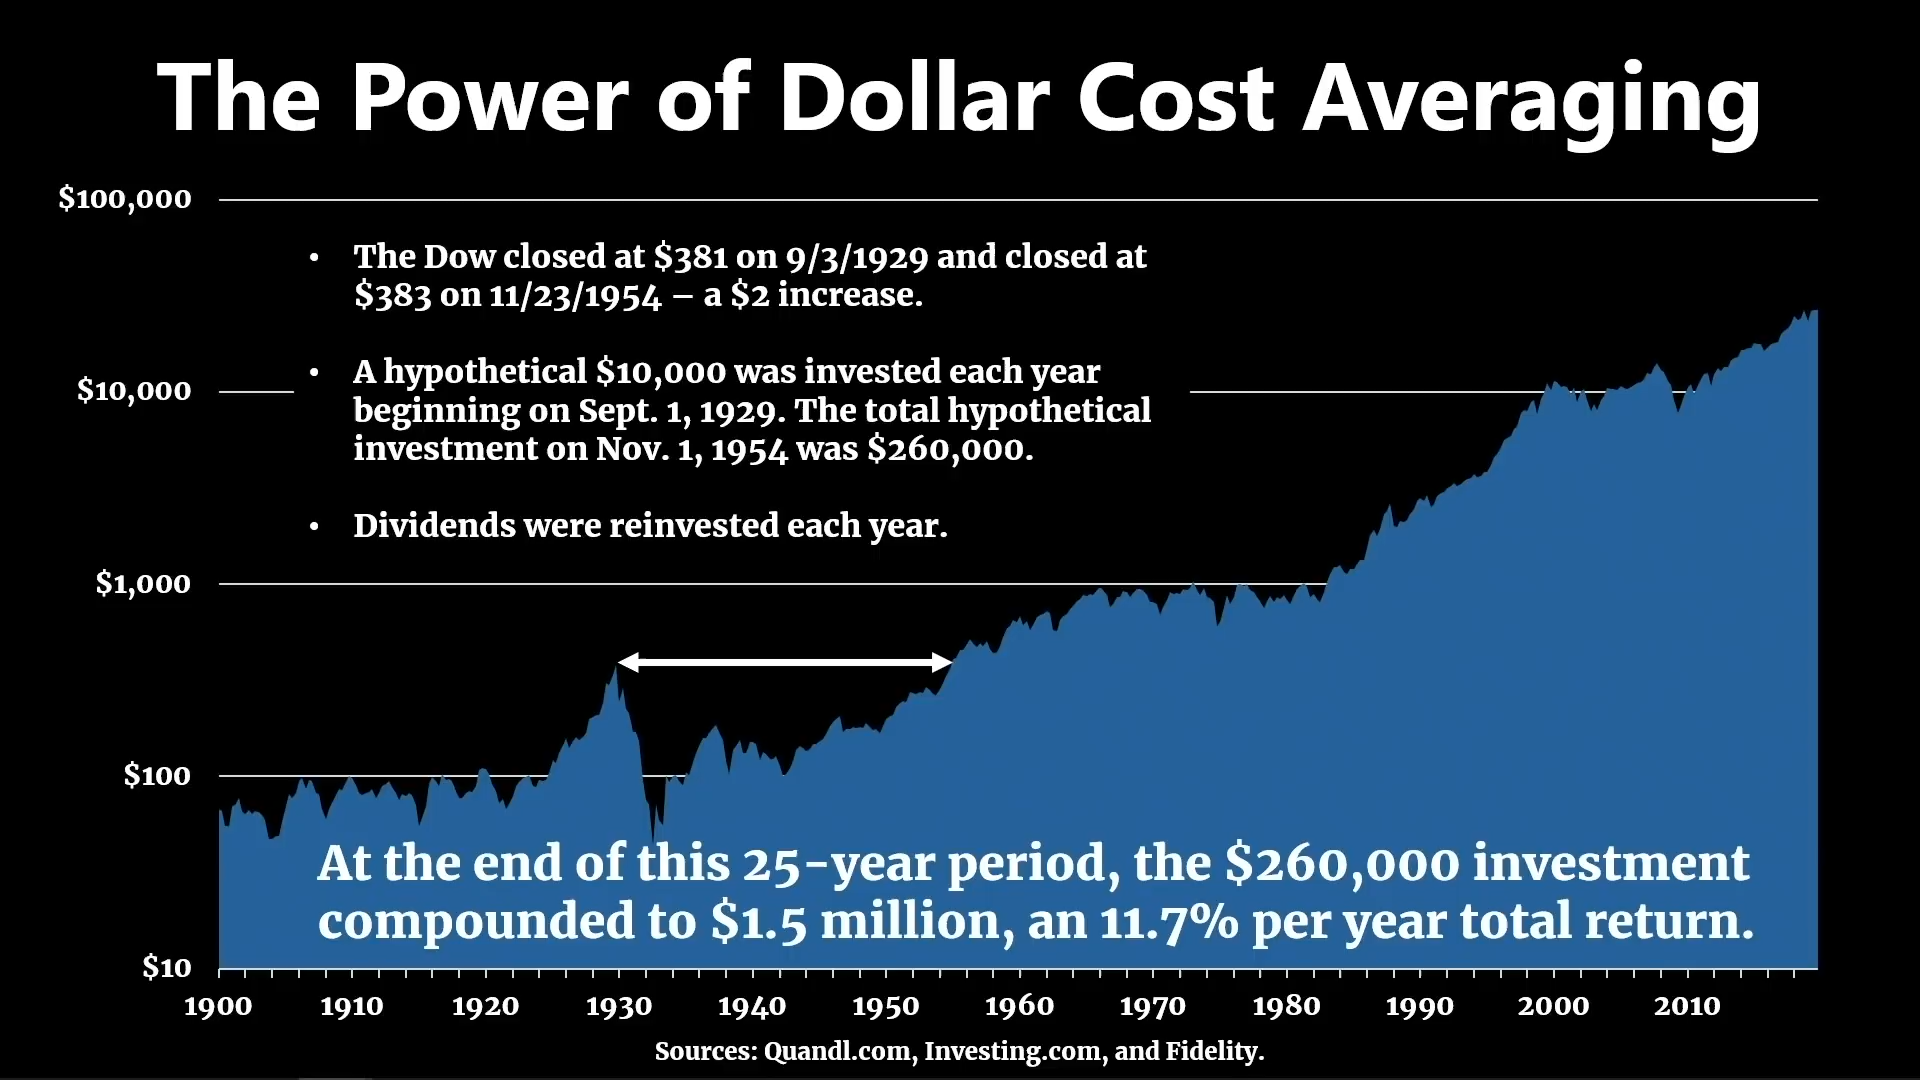 The Power of Dollar Cost Averaging
$100,000
• The Dow closed at $381 on 9/3/1929 and closed at
$383 on 11/23/1954 – a $2 increase.
• A hypothetical $10,000 was invested each year
$10,000
beginning on Sept. 1, 1929. The total hypothetical
investment on Nov. 1, 1954 was $260,000.
• Dividends were reinvested each year.
$1,000
$100
At the end of this 25-year period, the $260,000 investment
compounded to $1.5 million, an 11.7% per year total return.
$10
1900 1910 1920 1930 1940 1950 1960 1970 1980 1990 2000 2010
Sources: Quandl.com, Investing.com, and Fidelity.